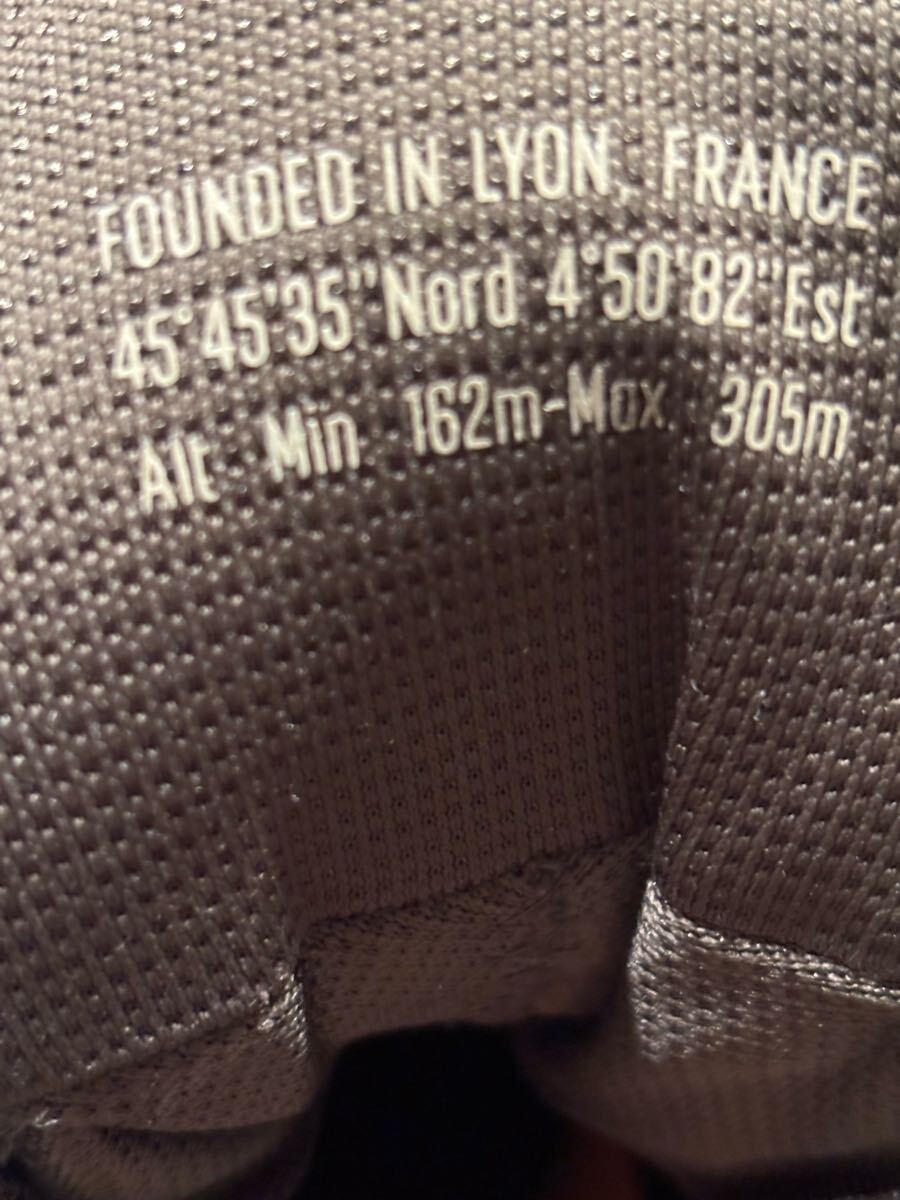 FOUNDED IN LYON, FRANCE
45°45'35"Nord 4°50'82"Est
Alt Min 162m-Max 305m